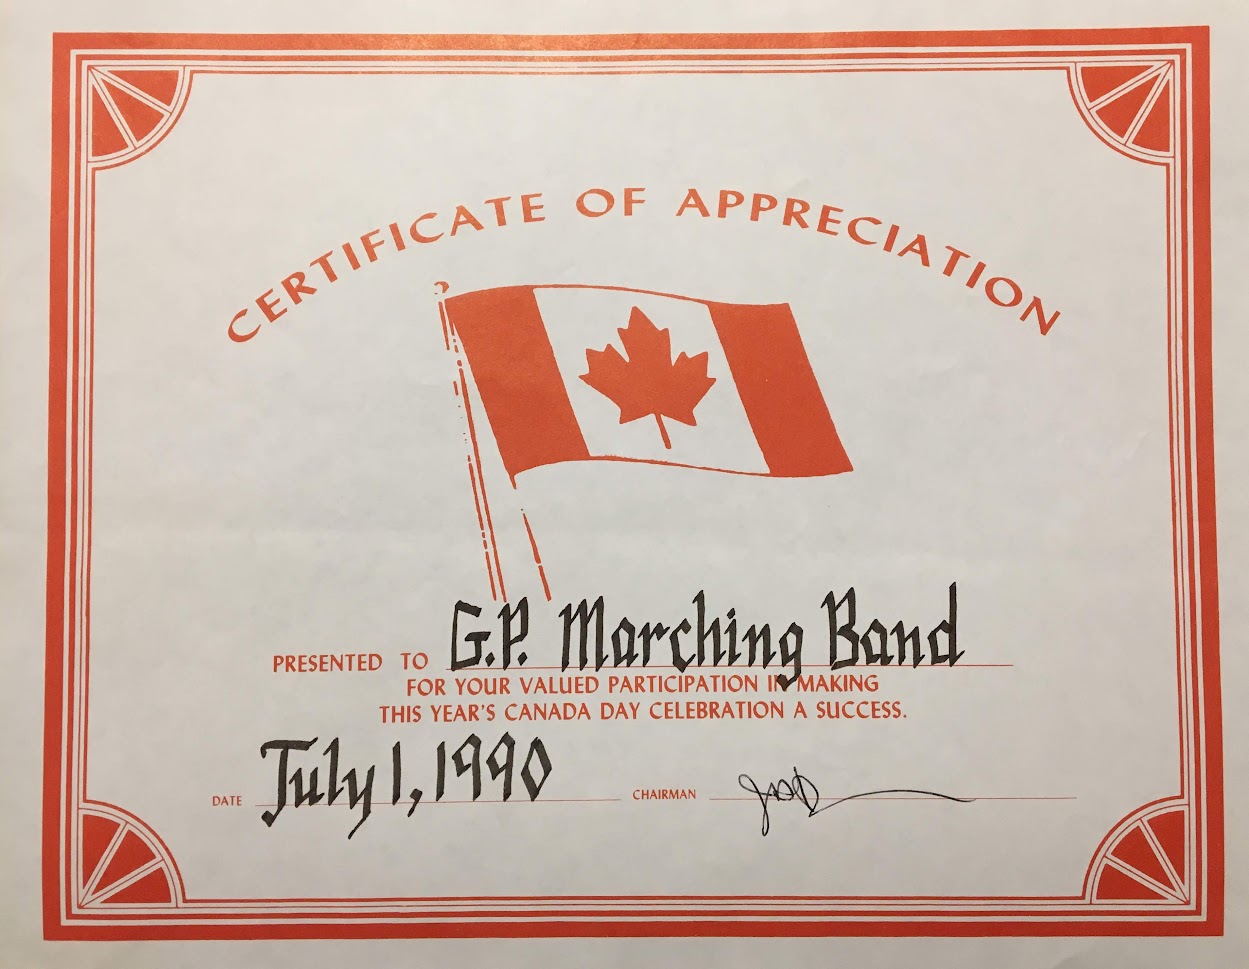 CERTIFICATE OF APPRECIATION
PRESENTED TO G.P. Marching Band
FOR YOUR VALUED PARTICIPATION IN MAKING
THIS YEAR'S CANADA DAY CELEBRATION A SUCCESS.
DATE July 1, 1990 CHAIRMAN